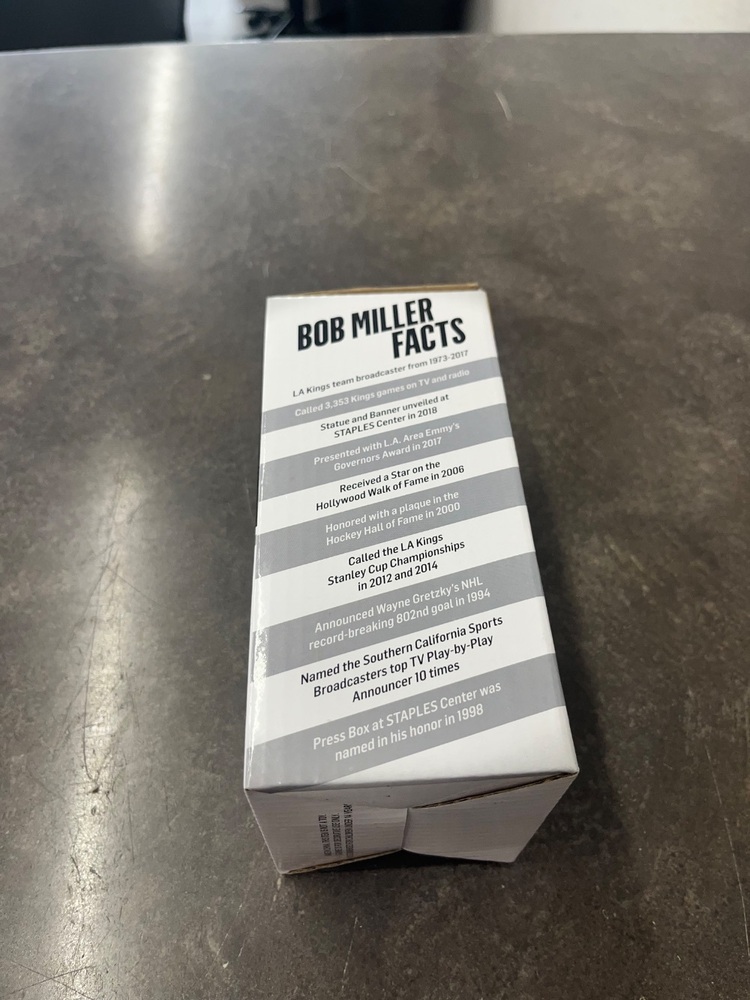 BOB MILLER
FACTS
LA Kings team broadcaster from 1973-2017
Called 3,353 Kings games on TV and radio
Statue and Banner unveiled at
STAPLES Center in 2018
Presented with L.A. Area Emmy's
Governors Award in 2017
Received a Star on the
Hollywood Walk of Fame in 2006
Honored with a plaque in the
Hockey Hall of Fame in 2000
Called the LA Kings
Stanley Cup Championships
in 2012 and 2014
Announced Wayne Gretzky's NHL
record-breaking 802nd goal in 1994
Named the Southern California Sports
Broadcasters top TV Play-by-Play
Announcer 10 times
Press Box at STAPLES Center was
named in his honor in 1998